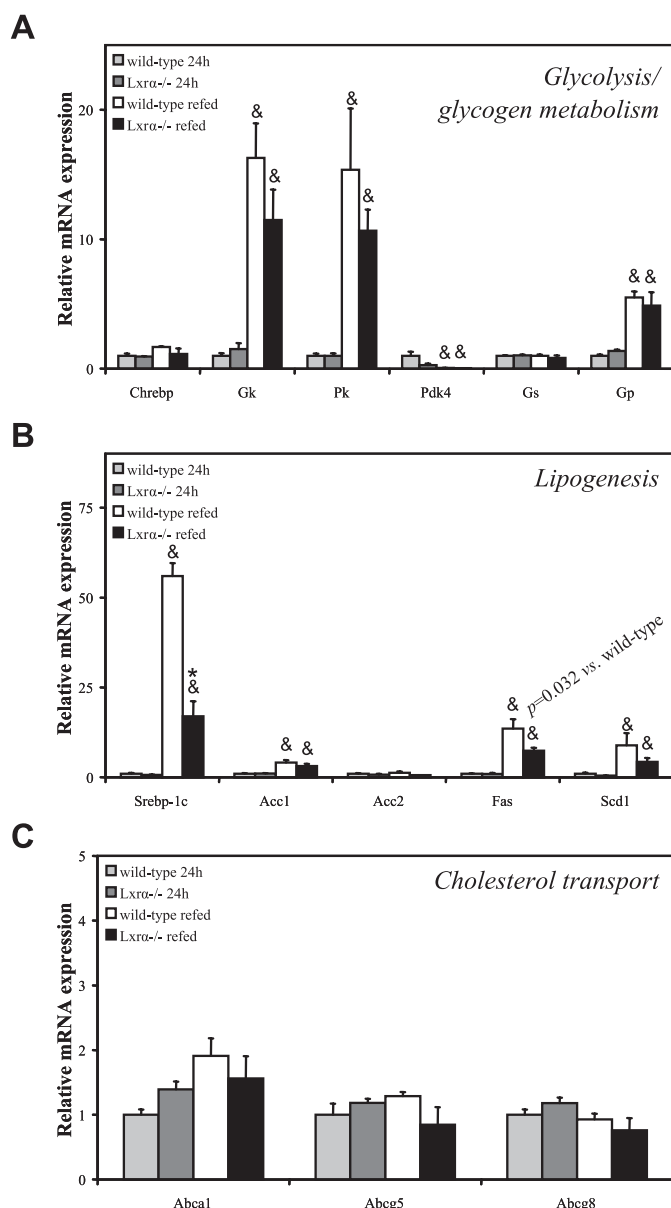 A
wild-type 24h
Lxrα-/- 24h
wild-type refed
Lxrα-/- refed
Glycolysis/
glycogen metabolism
Relative mRNA expression
20
10
0
& & & & & & & &
Chrebp Gk Pk Pdk4 Gs Gp
B
wild-type 24h
Lxrα-/- 24h
wild-type refed
Lxrα-/- refed
Lipogenesis
Relative mRNA expression
75
50
25
0
&
*
&
& &
& &
p=0.032 vs. wild-type
& &
Srebp-1c Acc1 Acc2 Fas Scd1
C
wild-type 24h
Lxrα-/- 24h
wild-type refed
Lxrα-/- refed
Cholesterol transport
Relative mRNA expression
5
4
3
2
1
0
Abca1 Abcg5 Abcg8